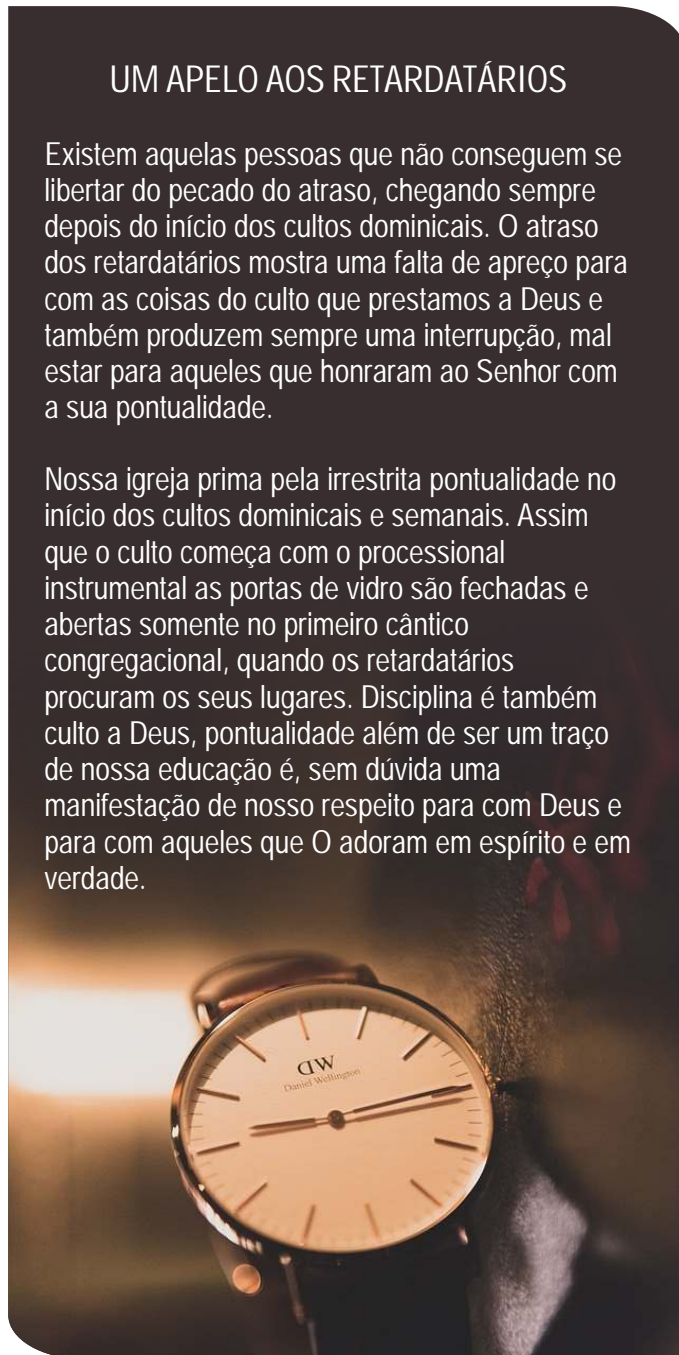 UM APELO AOS RETARDATÁRIOS
Existem aquelas pessoas que não conseguem se
libertar do pecado do atraso, chegando sempre
depois do início dos cultos dominicais. O atraso
dos retardatários mostra uma falta de apreço para
com as coisas do culto que prestamos a Deus e
também produzem sempre uma interrupção, mal
estar para aqueles que honraram ao Senhor com
a sua pontualidade.
Nossa igreja prima pela irrestrita pontualidade no
início dos cultos dominicais e semanais. Assim
que o culto começa com o processional
instrumental as portas de vidro são fechadas e
abertas somente no primeiro cântico
congregacional, quando os retardatários
procuram os seus lugares. Disciplina é também
culto a Deus, pontualidade além de ser um traço
de nossa educação é, sem dúvida uma
manifestação de nosso respeito para com Deus e
para com aqueles que O adoram em espírito e em
verdade.
DW
Daniel Wellington